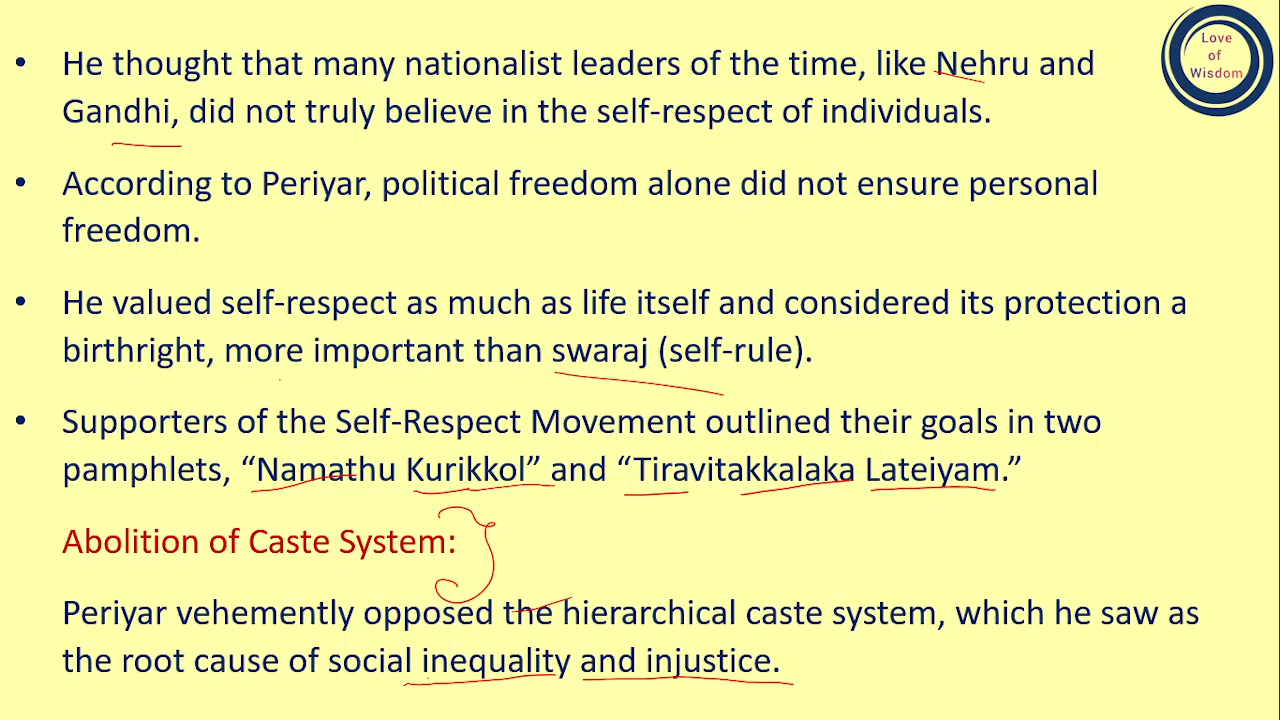 Love
of
Wisdom
• He thought that many nationalist leaders of the time, like Nehru and
Gandhi, did not truly believe in the self-respect of individuals.
• According to Periyar, political freedom alone did not ensure personal
freedom.
• He valued self-respect as much as life itself and considered its protection a
birthright, more important than swaraj (self-rule).
• Supporters of the Self-Respect Movement outlined their goals in two
pamphlets, “Namathu Kurikkol” and “Tiravitakkalaka Lateiyam.”
Abolition of Caste System:
Periyar vehemently opposed the hierarchical caste system, which he saw as
the root cause of social inequality and injustice.